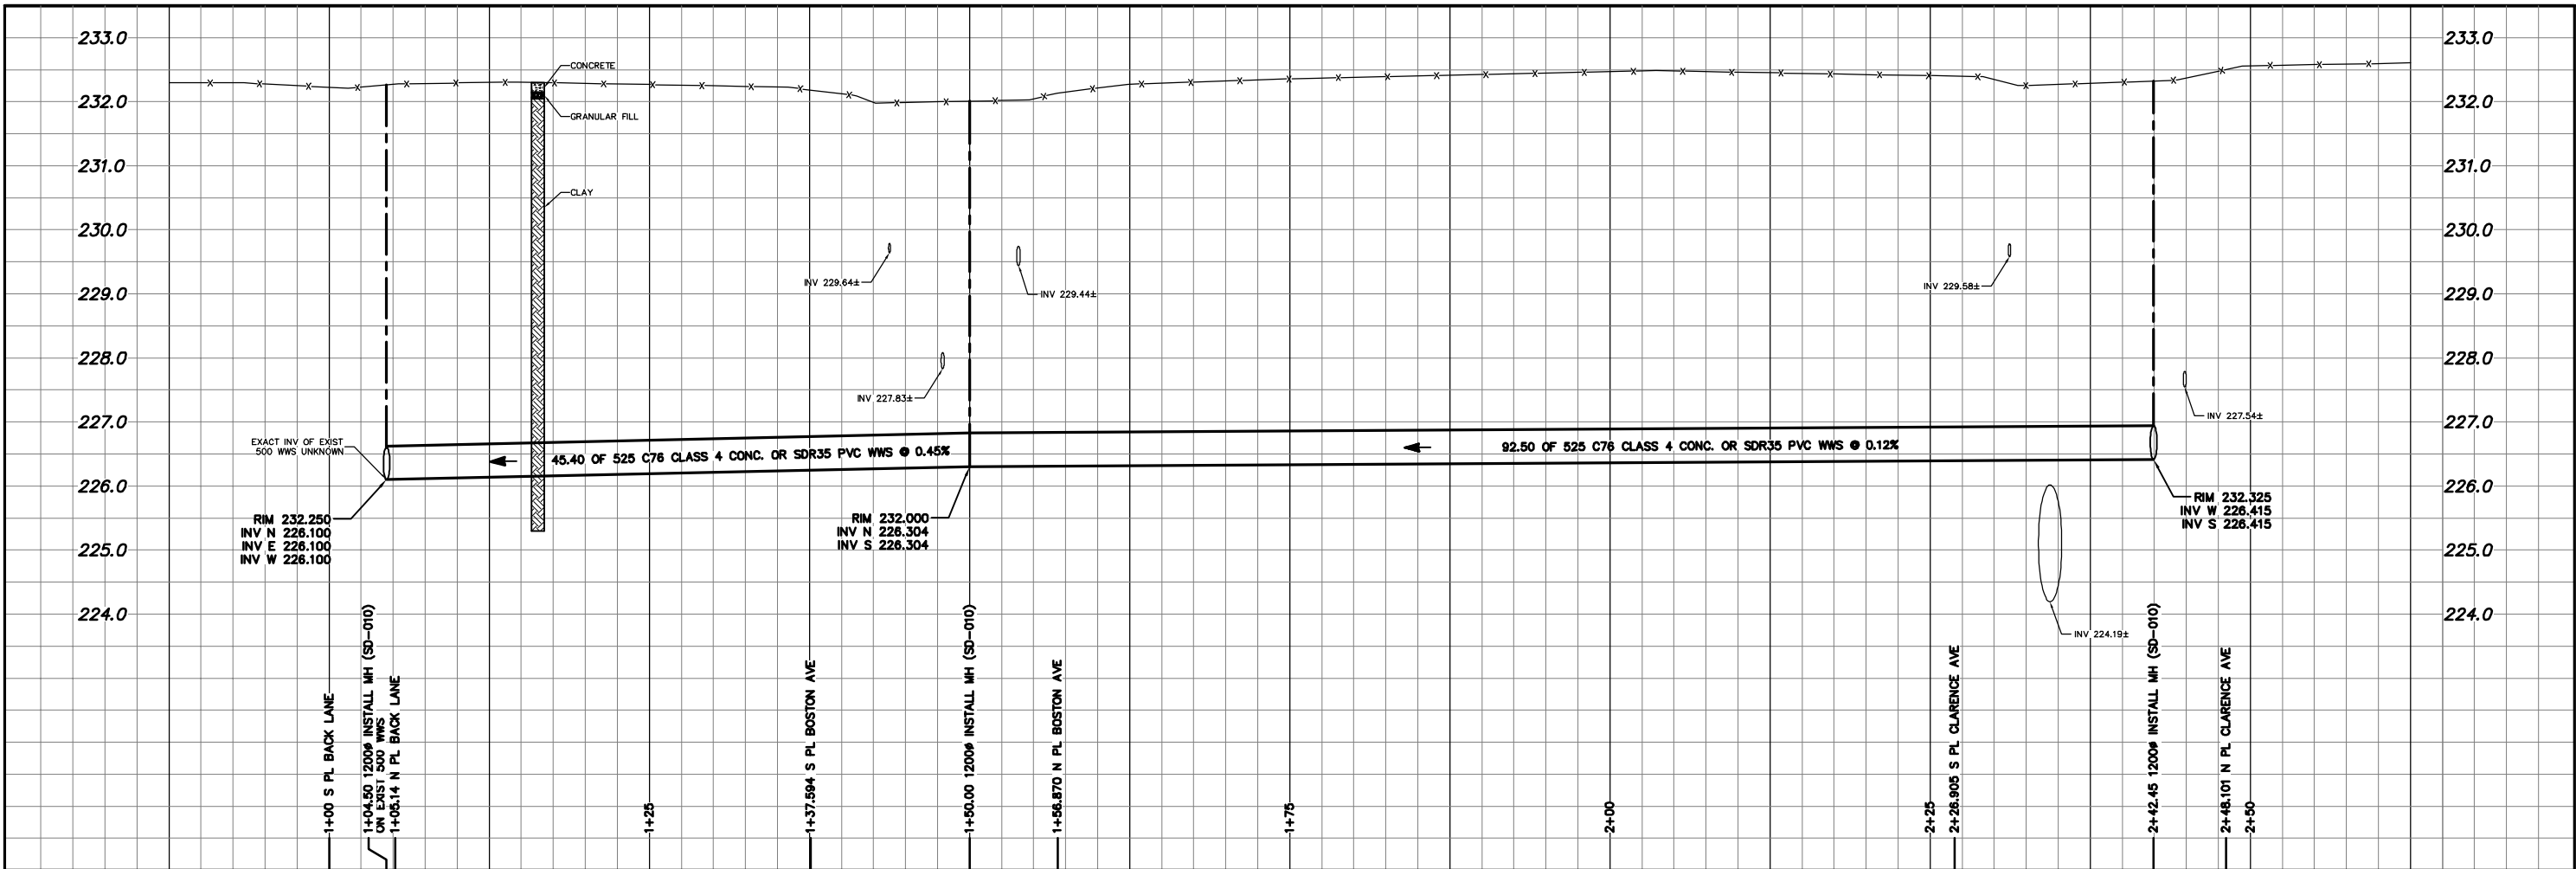 233.0
233.0
232.0
232.0
231.0
231.0
230.0
230.0
229.0
229.0
228.0
228.0
227.0
227.0
226.0
226.0
225.0
225.0
224.0
224.0
CONCRETE
GRANULAR FILL
CLAY
INV 229.64±
INV 229.44±
INV 227.83±
INV 229.58±
INV 227.54±
INV 224.19±
EXACT INV OF EXIST
500 WWS UNKNOWN
45.40 OF 525 C76 CLASS 4 CONC. OR SDR35 PVC WWS @ 0.45%
92.50 OF 525 C76 CLASS 4 CONC. OR SDR35 PVC WWS @ 0.12%
RIM 232.250
INV N 226.100
INV E 226.100
INV W 226.100
RIM 232.000
INV N 226.304
INV S 226.304
RIM 232.325
INV W 226.415
INV S 226.415
1+00 S PL BACK LANE
1+04.50 1200ø INSTALL MH (SD-010)
ON EXIST 500 WWS
1+05.14 N PL BACK LANE
1+25
1+37.594 S PL BOSTON AVE
1+50.00 1200ø INSTALL MH (SD-010)
1+56.870 N PL BOSTON AVE
1+75
2+00
2+25
2+26.905 S PL CLARENCE AVE
2+42.45 1200ø INSTALL MH (SD-010)
2+48.101 N PL CLARENCE AVE
2+50